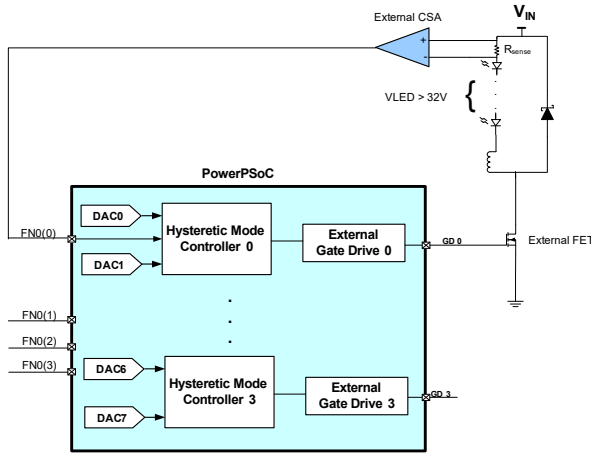 External CSA
V_IN
+
-
R_sense
VLED > 32V
{
PowerPSoC
DAC0
FN0(0)
Hysteretic Mode
Controller 0
External
Gate Drive 0
GD 0
External FET
DAC1
.
.
.
FN0(1)
FN0(2)
FN0(3)
DAC6
Hysteretic Mode
Controller 3
External
Gate Drive 3
GD 3
DAC7